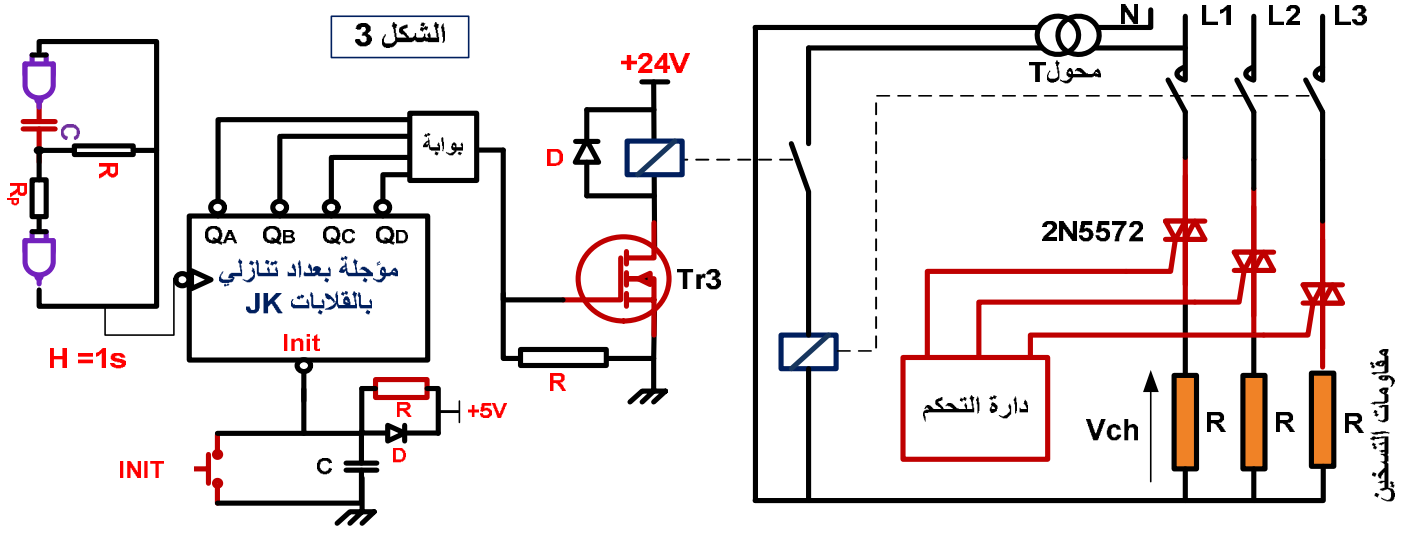 الشكل 3
C
R
Rp
H =1s
QA QB QC QD
مؤجلة بعداد تنازلي
بالقلابات JK
Init
بوابة
+24V
D
Tr3
R
R
+5V
D
C
INIT
N L1 L2 L3
محولT
2N5572
دارة التحكم
Vch
R R R
مقاومات التسخين